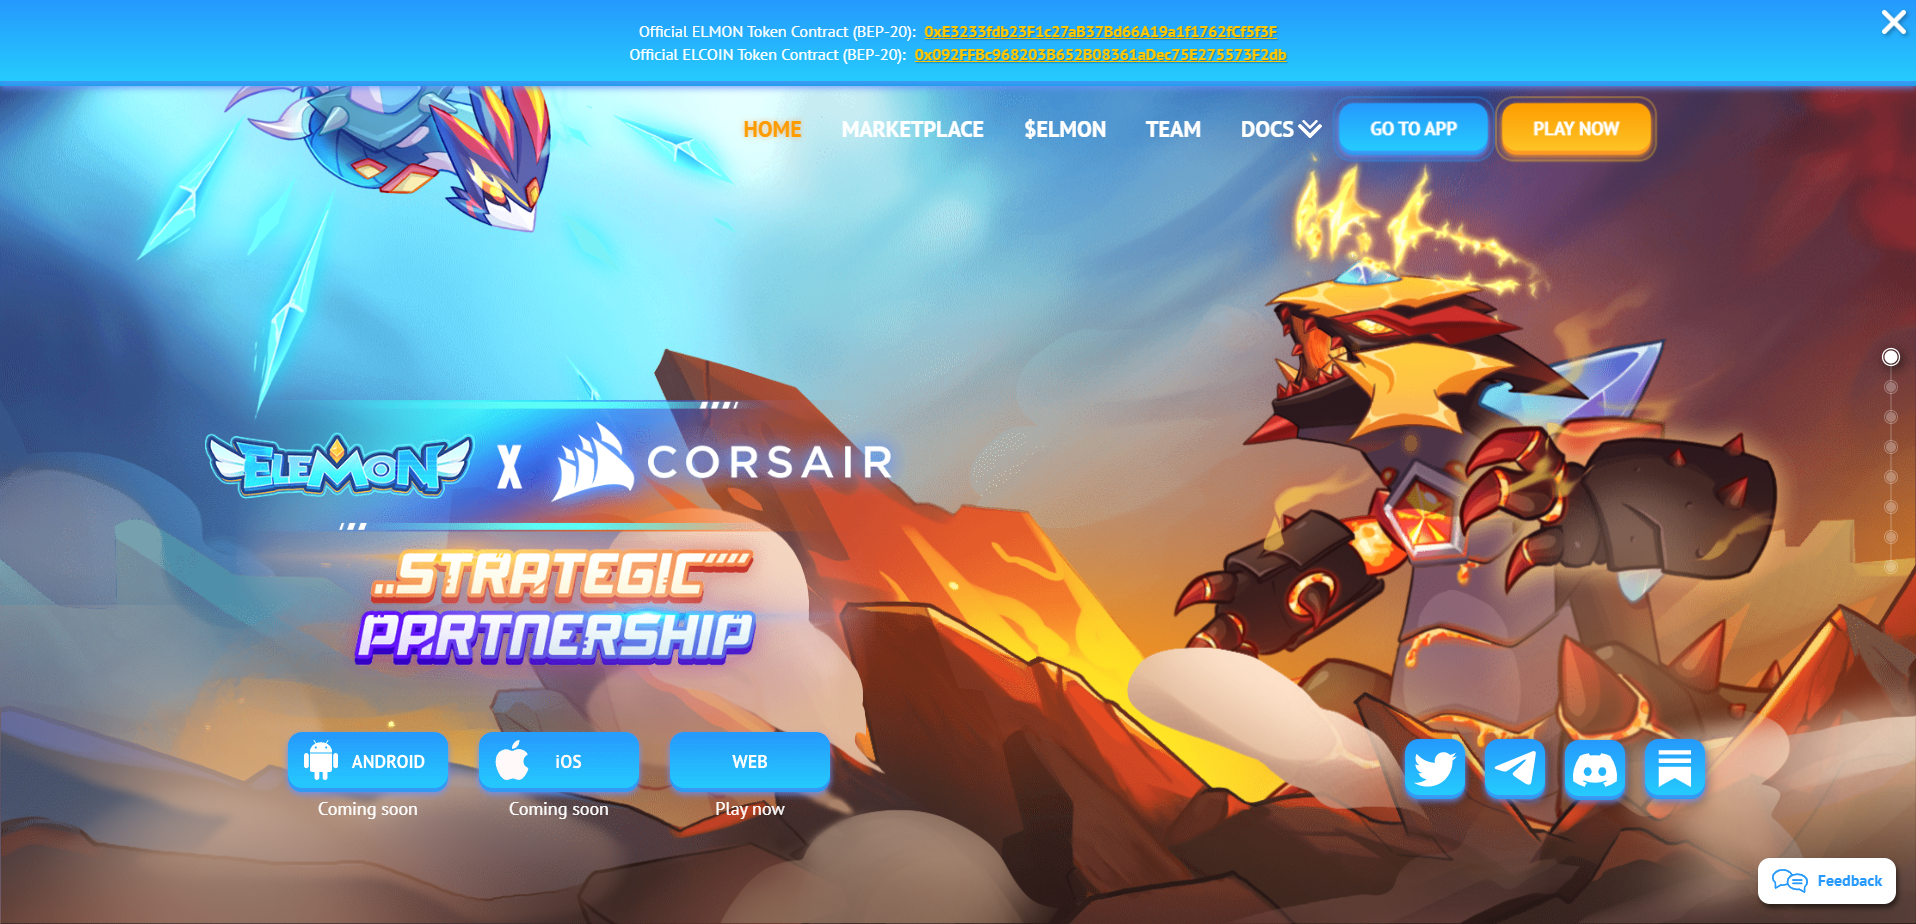 Official ELMON Token Contract (BEP-20): 0xE3233fdb23F1c27aB37Bd66A19a1f1762fCf5f3F
Official ELCOIN Token Contract (BEP-20): 0x092FFBc968203B652B08361aDec75E275573F2db
HOME MARKETPLACE $ELMON TEAM DOCS GO TO APP PLAY NOW
ELEMON X CORSAIR
STRATEGIC
PARTNERSHIP
ANDROID iOS WEB
Coming soon Coming soon Play now
Feedback